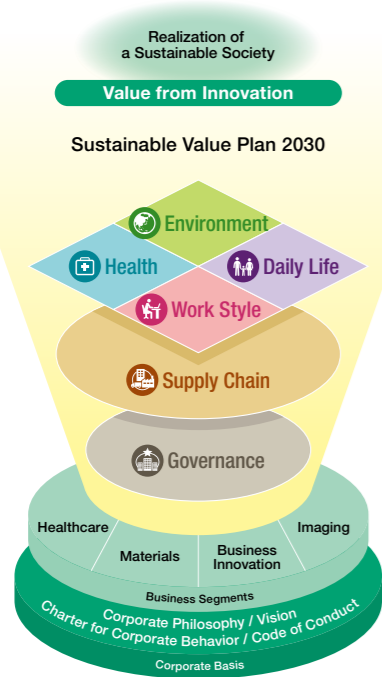 Realization of
a Sustainable Society
Value from Innovation
Sustainable Value Plan 2030
Environment
Health
Daily Life
Work Style
Supply Chain
Governance
Healthcare
Materials
Business
Innovation
Imaging
Business Segments
Corporate Philosophy / Vision
Charter for Corporate Behavior / Code of Conduct
Corporate Basis